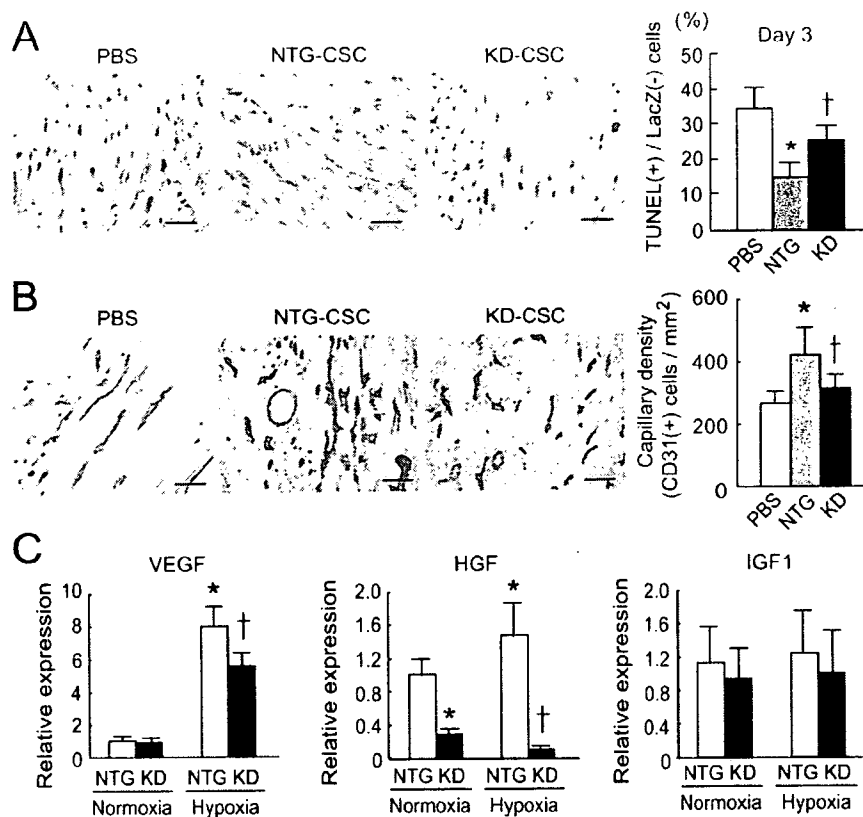 A
PBS
NTG-CSC
KD-CSC
(%)
Day 3
TUNEL(+) / LacZ(-) cells
50
40
30
20
10
0
*
†
PBS
NTG
KD
B
PBS
NTG-CSC
KD-CSC
Capillary density
(CD31(+) cells / mm²)
600
400
200
0
*
†
PBS
NTG
KD
C
VEGF
Relative expression
10
8
6
4
2
0
*
†
NTG KD NTG KD
Normoxia Hypoxia
HGF
Relative expression
2.0
1.6
1.2
0.8
0.4
0
*
*
†
NTG KD NTG KD
Normoxia Hypoxia
IGF1
Relative expression
2.0
1.6
1.2
0.8
0.4
0
NTG KD NTG KD
Normoxia Hypoxia